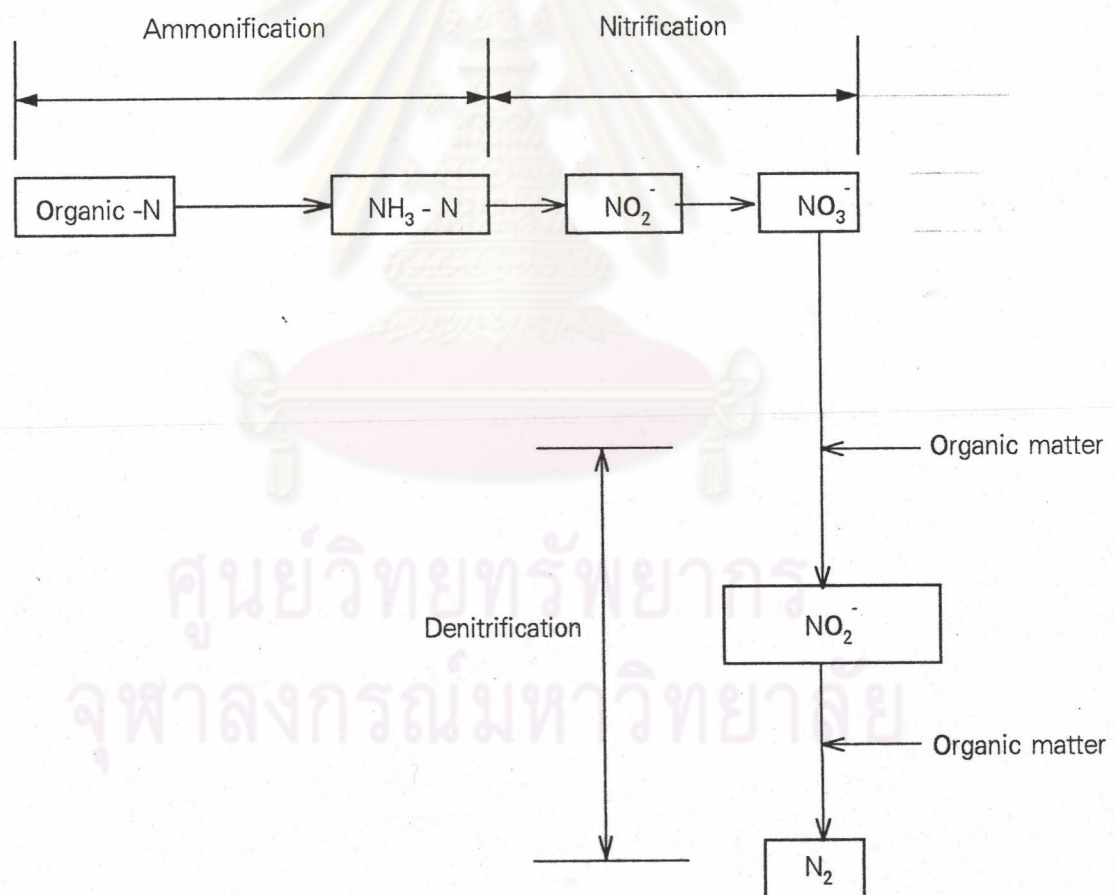 Ammonification Nitrification
Organic -N NH₃ - N NO₂⁻ NO₃⁻
Organic matter
ศูนย์วิทยทรัพยากร
NO₂⁻
Denitrification
จุฬาลงกรณ์มหาวิทยาลัย
Organic matter
N₂